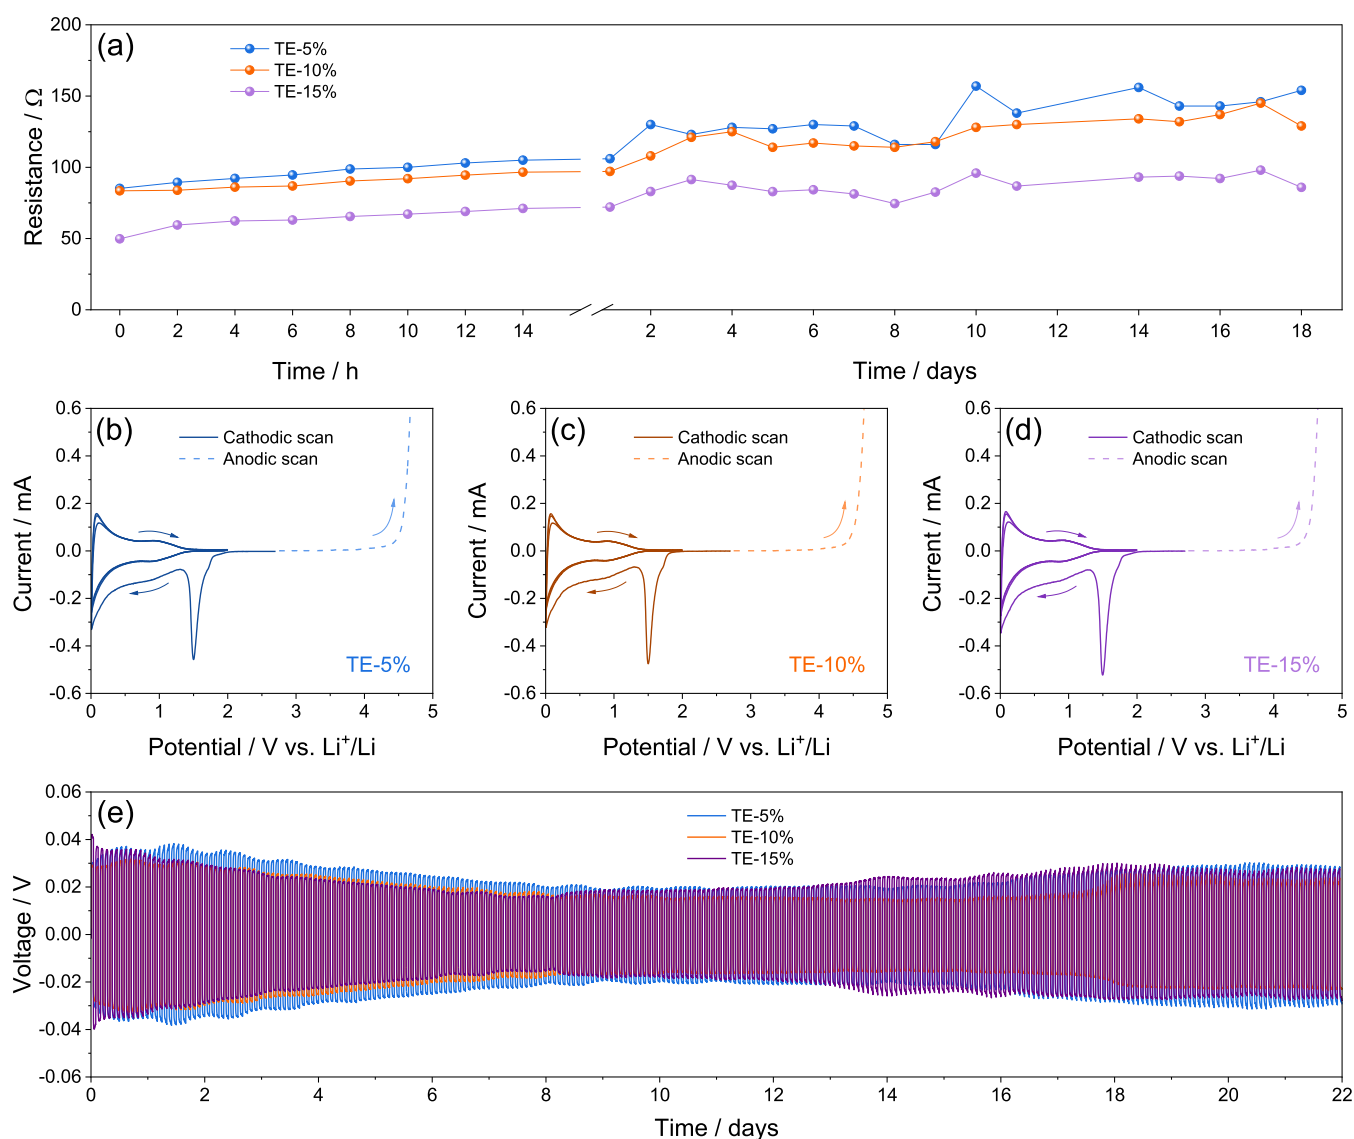 (a)
TE-5%
TE-10%
TE-15%
Resistance / Ω
200
150
100
50
0
0 2 4 6 8 10 12 14 2 4 6 8 10 12 14 16 18
Time / h Time / days
(b)
Cathodic scan
Anodic scan
Current / mA
0.6
0.4
0.2
0.0
-0.2
-0.4
-0.6
TE-5%
0 1 2 3 4 5
Potential / V vs. Li⁺/Li
(c)
Cathodic scan
Anodic scan
Current / mA
0.6
0.4
0.2
0.0
-0.2
-0.4
-0.6
TE-10%
0 1 2 3 4 5
Potential / V vs. Li⁺/Li
(d)
Cathodic scan
Anodic scan
Current / mA
0.6
0.4
0.2
0.0
-0.2
-0.4
-0.6
TE-15%
0 1 2 3 4 5
Potential / V vs. Li⁺/Li
(e)
TE-5%
TE-10%
TE-15%
Voltage / V
0.06
0.04
0.02
0.00
-0.02
-0.04
-0.06
0 2 4 6 8 10 12 14 16 18 20 22
Time / days